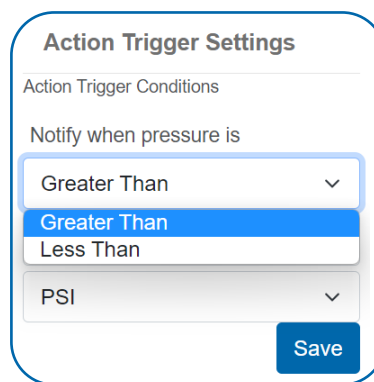 Action Trigger Settings
Action Trigger Conditions
Notify when pressure is
Greater Than
Greater Than
Less Than
PSI
Save